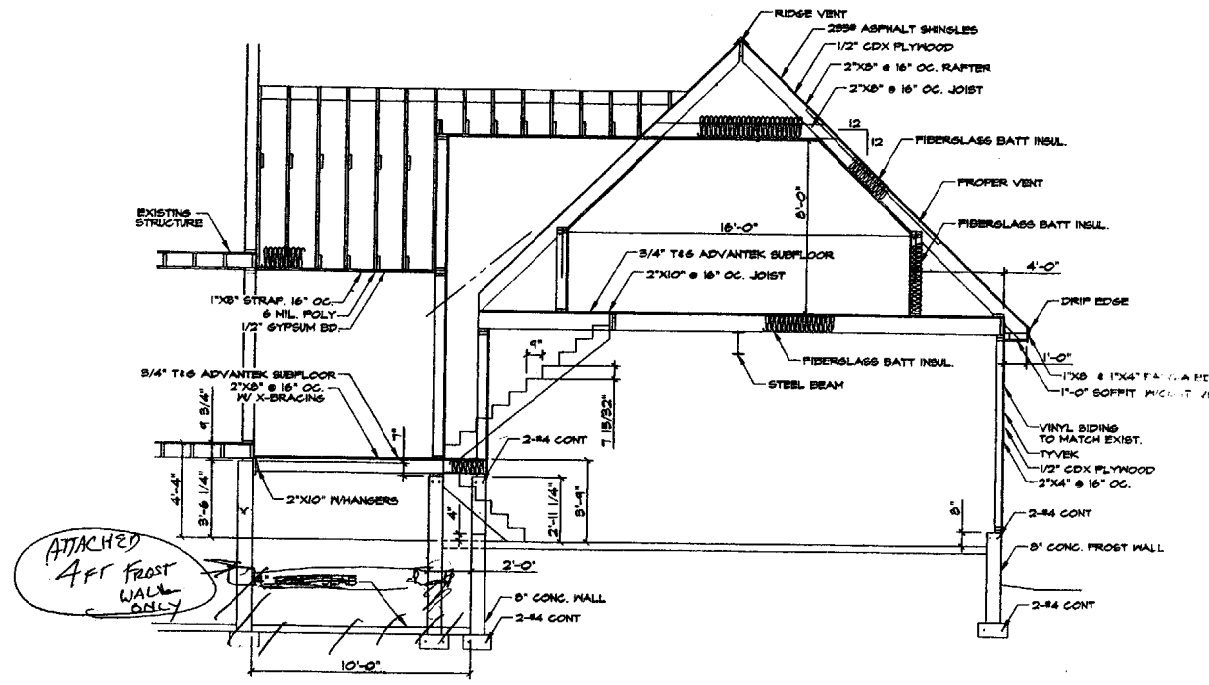 RIDGE VENT
235# ASPHALT SHINGLES
1/2" CDX PLYWOOD
2"X8" @ 16" OC. RAFTER
2"X8" @ 16" OC. JOIST
12
12
FIBERGLASS BATT INSUL.
PROPER VENT
EXISTING
STRUCTURE
8'-0"
FIBERGLASS BATT INSUL.
16'-0"
3/4" T&G ADVANTEK SUBFLOOR
2"X10" @ 16" OC. JOIST
4'-0"
1"X8" STRAP. 16" OC.
6 MIL. POLY
1/2" GYPSUM BD.
DRIP EDGE
9"
FIBERGLASS BATT INSUL.
1'-0"
STEEL BEAM
3/4" T&G ADVANTEK SUBFLOOR
2"X8" @ 16" OC.
W/ X-BRACING
1"X8" & 1"X4"
1'-0" SOFFIT
9 3/4"
7 15/32"
7"
2-#4 CONT
VINYL SIDING
TO MATCH EXIST.
TYVEK
1/2" CDX PLYWOOD
2"X4" @ 16" OC.
4'-4"
3'-6 1/4"
2"X10" W/HANGERS
4"
2'-11 1/4"
3'-9"
8"
2-#4 CONT
8" CONC. FROST WALL
ATTACHED
4 FT FROST
WALL
ONLY
2'-0"
8" CONC. WALL
2-#4 CONT
2-#4 CONT
10'-0"